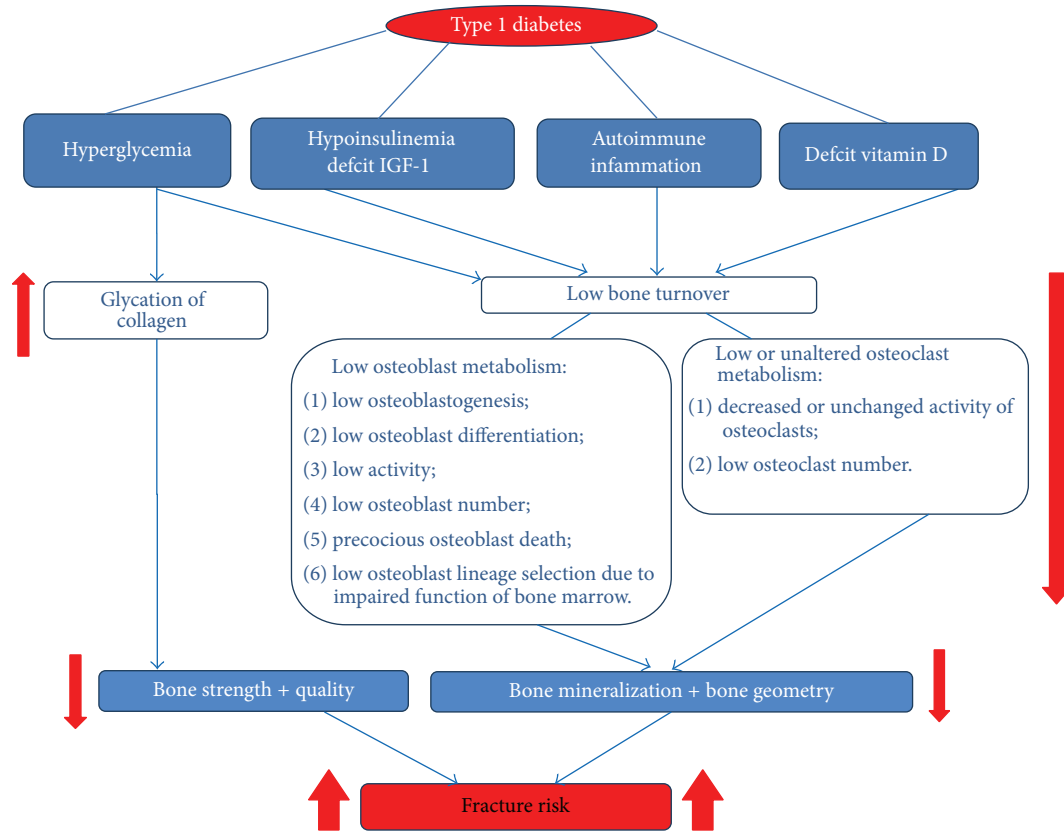 Type 1 diabetes
Hyperglycemia
Hypoinsulinemia
defcit IGF-1
Autoimmune
infammation
Defcit vitamin D
Glycation of
collagen
Low bone turnover
Low osteoblast metabolism:
(1) low osteoblastogenesis;
(2) low osteoblast differentiation;
(3) low activity;
(4) low osteoblast number;
(5) precocious osteoblast death;
(6) low osteoblast lineage selection due to
impaired function of bone marrow.
Low or unaltered osteoclast
metabolism:
(1) decreased or unchanged activity of
osteoclasts;
(2) low osteoclast number.
Bone strength + quality
Bone mineralization + bone geometry
Fracture risk